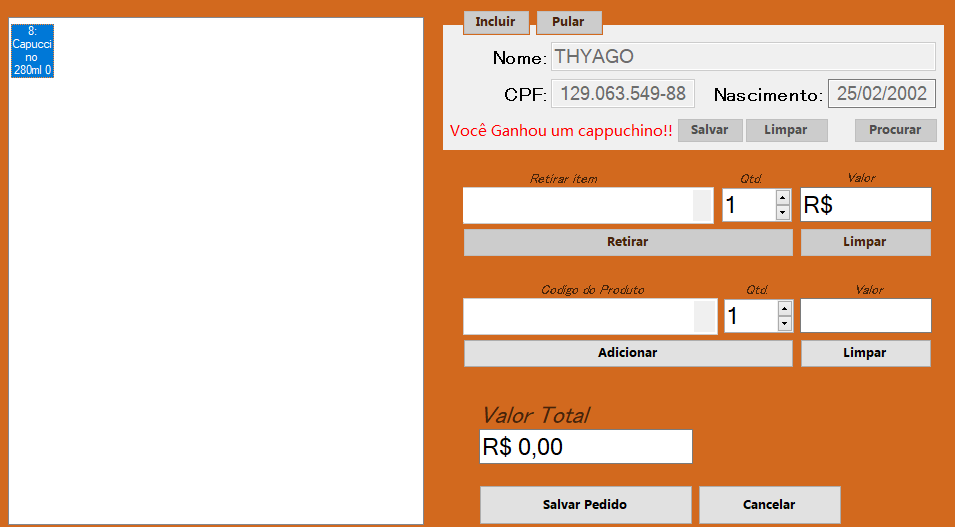 8:
Capucci
no
280ml 0
Incluir Pular
Nome: THYAGO
CPF: 129.063.549-88 Nascimento: 25/02/2002
Você Ganhou um cappuchino!! Salvar Limpar Procurar
Retirar ítem Qtd. Valor
1 R$
Retirar Limpar
Codigo do Produto Qtd. Valor
1
Adicionar Limpar
Valor Total
R$ 0,00
Salvar Pedido Cancelar